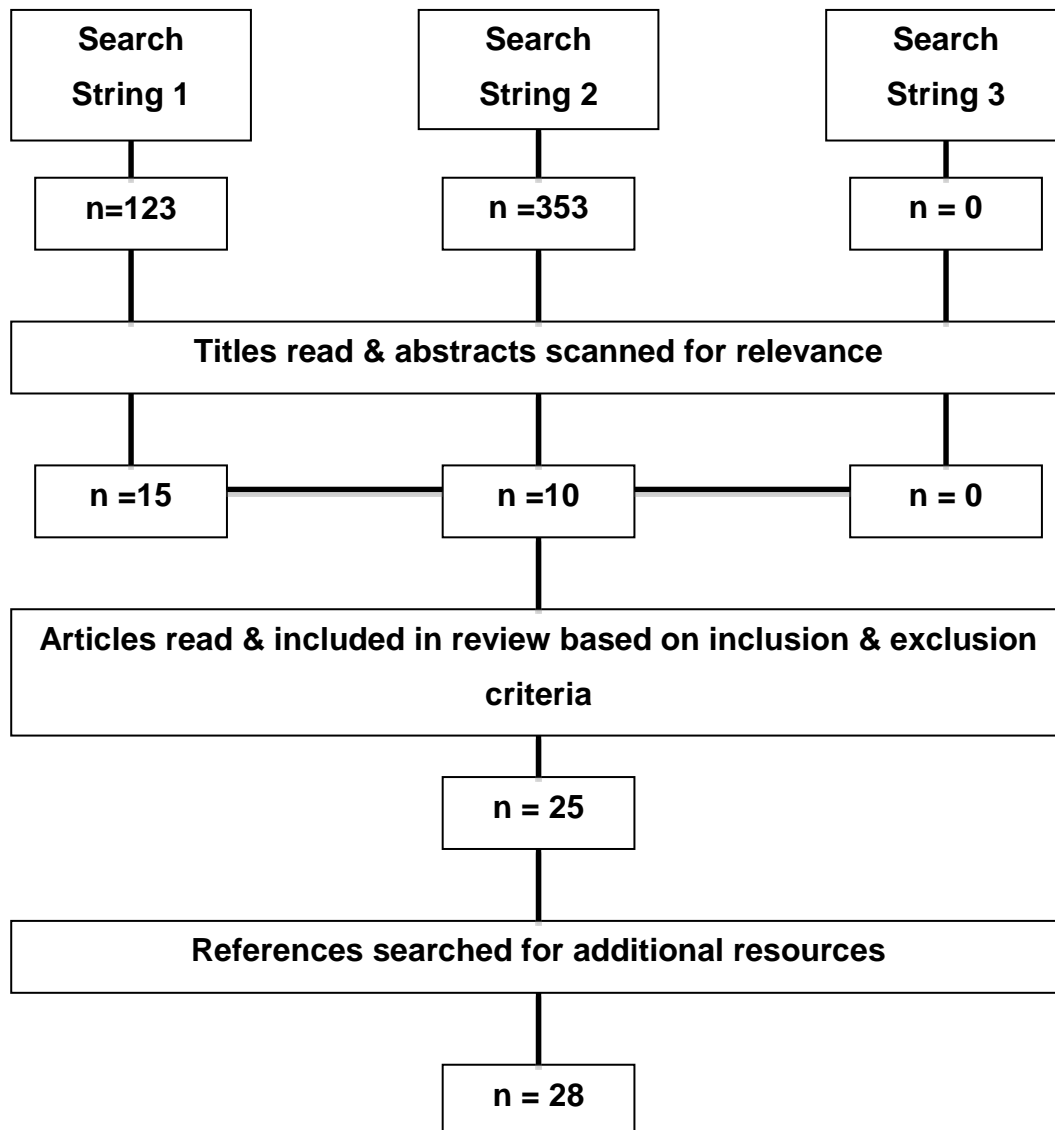 Search
String 1
Search
String 2
Search
String 3
n=123
n =353
n = 0
Titles read & abstracts scanned for relevance
n =15
n =10
n = 0
Articles read & included in review based on inclusion & exclusion
criteria
n = 25
References searched for additional resources
n = 28